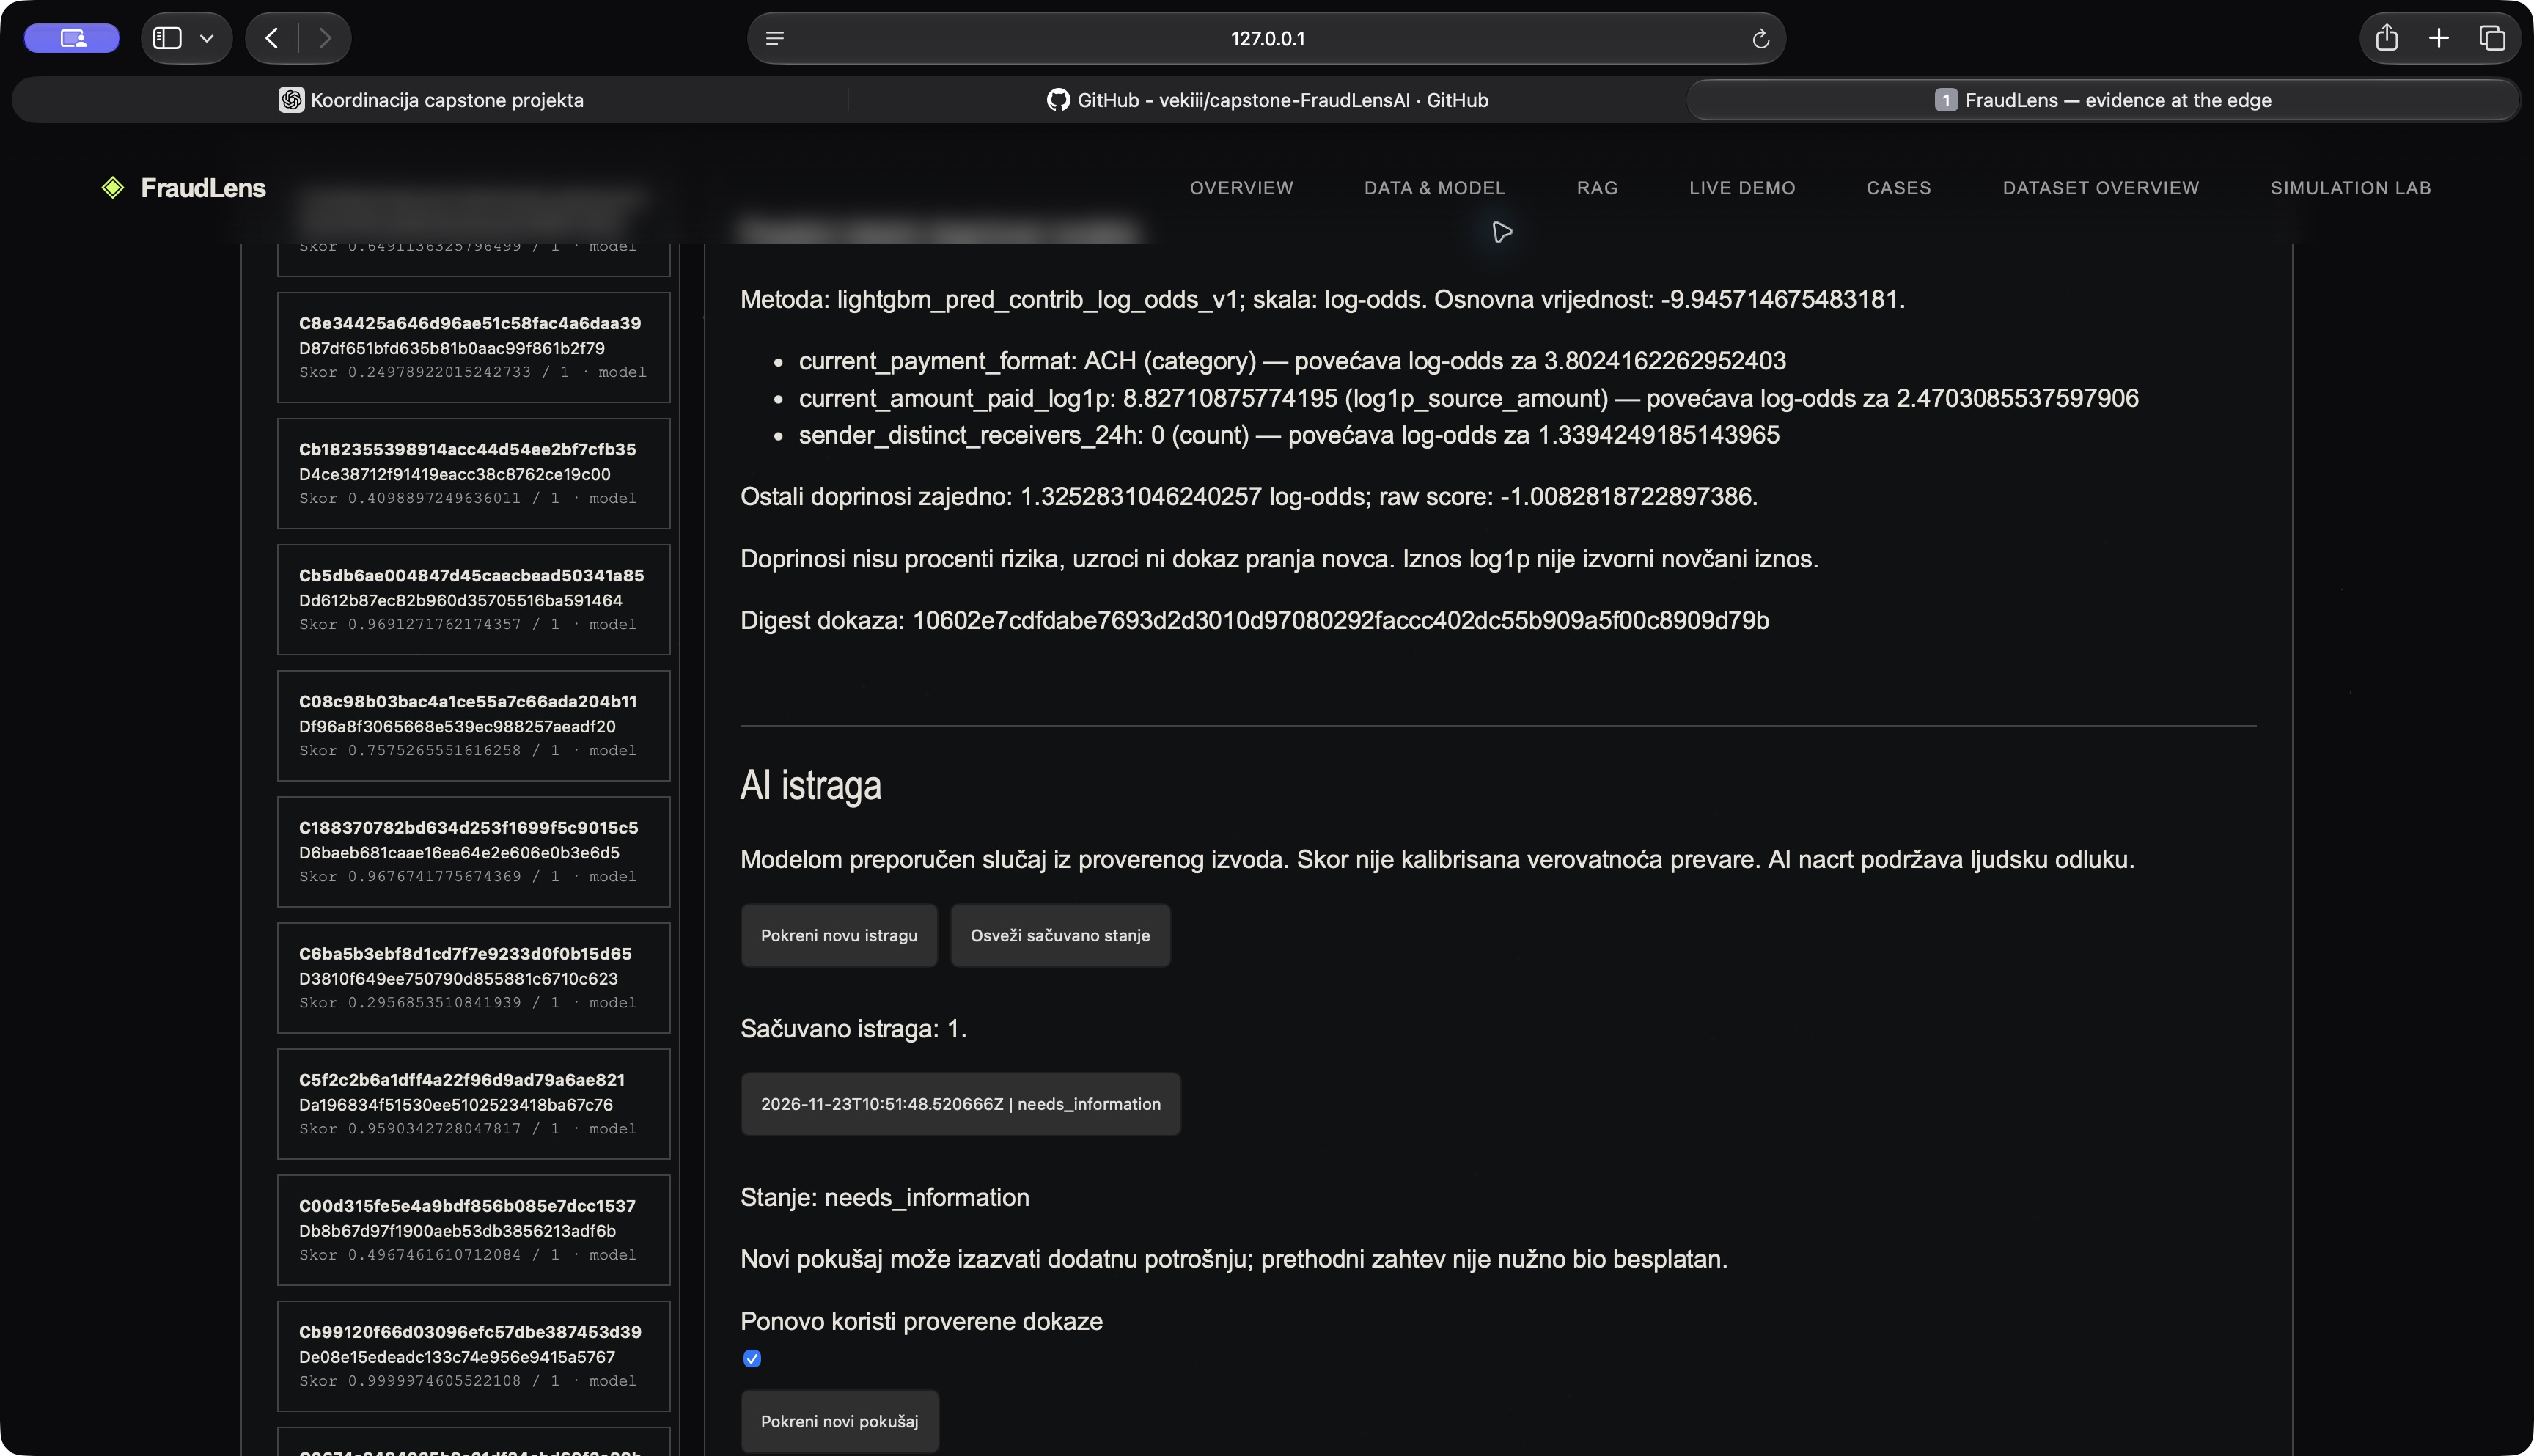 127.0.0.1
Koordinacija capstone projekta
GitHub - vekiii/capstone-FraudLensAI · GitHub
1 FraudLens — evidence at the edge
FraudLens
OVERVIEW
DATA & MODEL
RAG
LIVE DEMO
CASES
DATASET OVERVIEW
SIMULATION LAB
Skor 0.6491136325796499 / 1 · model
C8e34425a646d96ae51c58fac4a6daa39
D87df651bfd635b81b0aac99f861b2f79
Skor 0.24978922015242733 / 1 · model
Cb182355398914acc44d54ee2bf7cfb35
D4ce38712f91419eacc38c8762ce19c00
Skor 0.4098897249636011 / 1 · model
Cb5db6ae004847d45caecbead50341a85
Dd612b87ec82b960d35705516ba591464
Skor 0.9691271762174357 / 1 · model
C08c98b03bac4a1ce55a7c66ada204b11
Df96a8f3065668e539ec988257aeadf20
Skor 0.7575265551616258 / 1 · model
C188370782bd634d253f1699f5c9015c5
D6baeb681caae16ea64e2e606e0b3e6d5
Skor 0.9676741775674369 / 1 · model
C6ba5b3ebf8d1cd7f7e9233d0f0b15d65
D3810f649ee750790d855881c6710c623
Skor 0.2956853510841939 / 1 · model
C5f2c2b6a1dff4a22f96d9ad79a6ae821
Da196834f51530ee5102523418ba67c76
Skor 0.9590342728047817 / 1 · model
C00d315fe5e4a9bdf856b085e7dcc1537
Db8b67d97f1900aeb53db3856213adf6b
Skor 0.4967461610712084 / 1 · model
Cb99120f66d03096efc57dbe387453d39
De08e15edeadc133c74e956e9415a5767
Skor 0.9999974605522108 / 1 · model
Metoda: lightgbm_pred_contrib_log_odds_v1; skala: log-odds. Osnovna vrijednost: -9.945714675483181.
• current_payment_format: ACH (category) — povećava log-odds za 3.8024162262952403
• current_amount_paid_log1p: 8.82710875774195 (log1p_source_amount) — povećava log-odds za 2.4703085537597906
• sender_distinct_receivers_24h: 0 (count) — povećava log-odds za 1.3394249185143965
Ostali doprinosi zajedno: 1.3252831046240257 log-odds; raw score: -1.0082818722897386.
Doprinosi nisu procenti rizika, uzroci ni dokaz pranja novca. Iznos log1p nije izvorni novčani iznos.
Digest dokaza: 10602e7cdfdabe7693d2d3010d97080292faccc402dc55b909a5f00c8909d79b
AI istraga
Modelom preporučen slučaj iz proverenog izvoda. Skor nije kalibrisana verovatnoća prevare. AI nacrt podržava ljudsku odluku.
Pokreni novu istragu
Osveži sačuvano stanje
Sačuvano istraga: 1.
2026-11-23T10:51:48.520666Z | needs_information
Stanje: needs_information
Novi pokušaj može izazvati dodatnu potrošnju; prethodni zahtev nije nužno bio besplatan.
Ponovo koristi proverene dokaze
Pokreni novi pokušaj